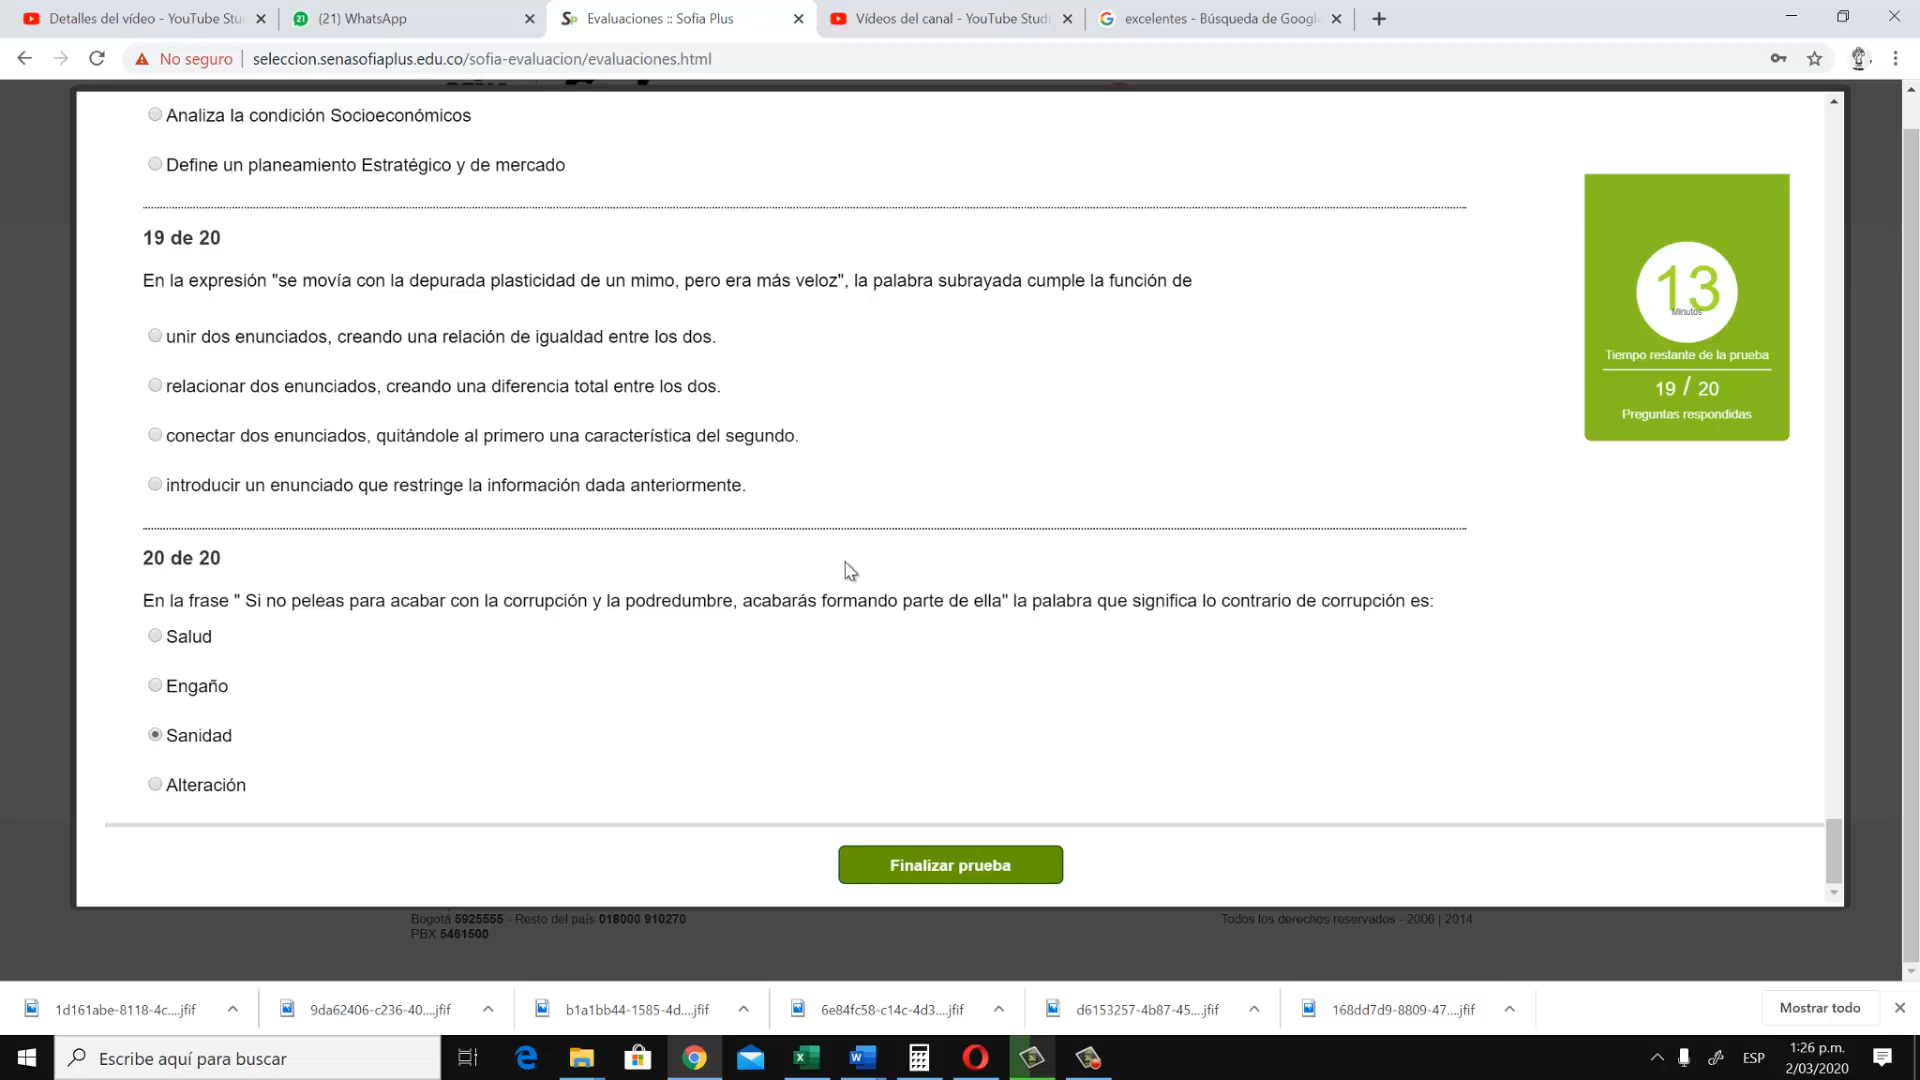 Detalles del vídeo - YouTube Stu
(21) WhatsApp
Evaluaciones :: Sofia Plus
Vídeos del canal - YouTube Studi
excelentes - Búsqueda de Google
No seguro
seleccion.senasofiaplus.edu.co/sofia-evaluacion/evaluaciones.html
Analiza la condición Socioeconómicos
Define un planeamiento Estratégico y de mercado
19 de 20
En la expresión "se movía con la depurada plasticidad de un mimo, pero era más veloz", la palabra subrayada cumple la función de
unir dos enunciados, creando una relación de igualdad entre los dos.
relacionar dos enunciados, creando una diferencia total entre los dos.
conectar dos enunciados, quitándole al primero una característica del segundo.
introducir un enunciado que restringe la información dada anteriormente.
13
Minutos
Tiempo restante de la prueba
19 / 20
Preguntas respondidas
20 de 20
En la frase " Si no peleas para acabar con la corrupción y la podredumbre, acabarás formando parte de ella" la palabra que significa lo contrario de corrupción es:
Salud
Engaño
Sanidad
Alteración
Finalizar prueba
Bogotá 5925555 - Resto del país 018000 910270
PBX 5461500
Todos los derechos reservados - 2006 | 2014
1d161abe-8118-4c....jfif
9da62406-c236-40....jfif
b1a1bb44-1585-4d....jfif
6e84fc58-c14c-4d3....jfif
d6153257-4b87-45....jfif
168dd7d9-8809-47....jfif
Mostrar todo
Escribe aquí para buscar
ESP
1:26 p.m.
2/03/2020